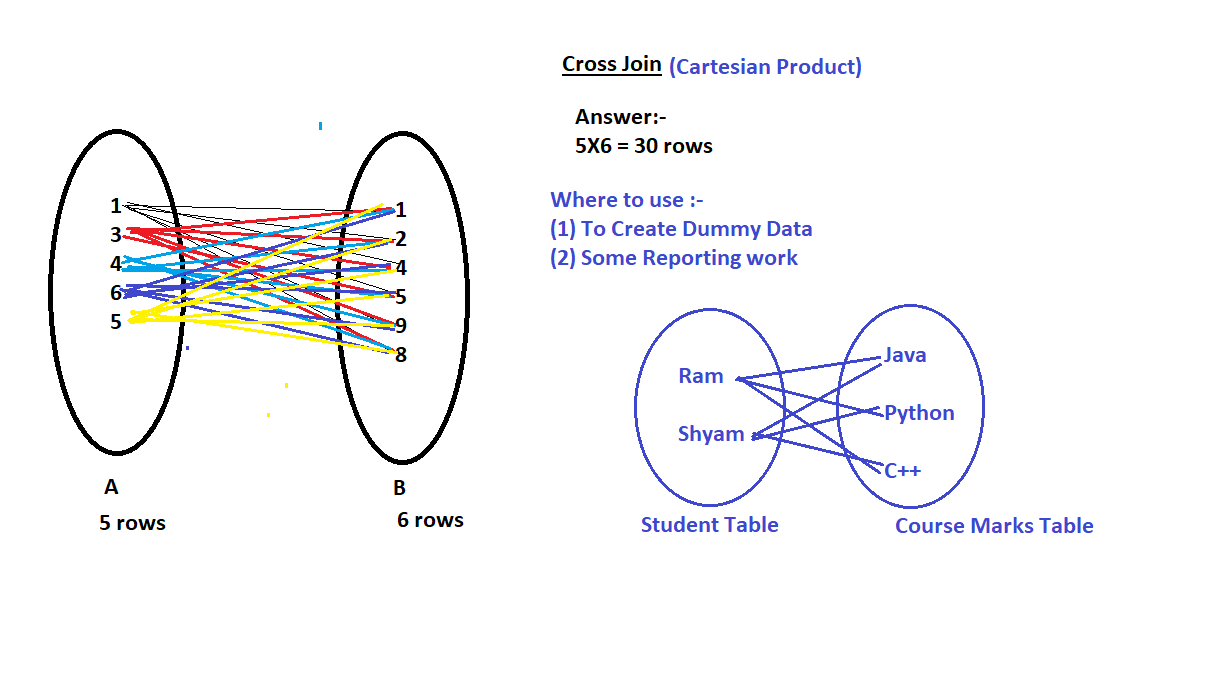 Cross Join (Cartesian Product)
Answer:-
5X6 = 30 rows
Where to use :-
(1) To Create Dummy Data
(2) Some Reporting work
1
3
4
6
5
A
5 rows
1
2
4
5
9
8
B
6 rows
Ram
Shyam
Student Table
Java
Python
C++
Course Marks Table